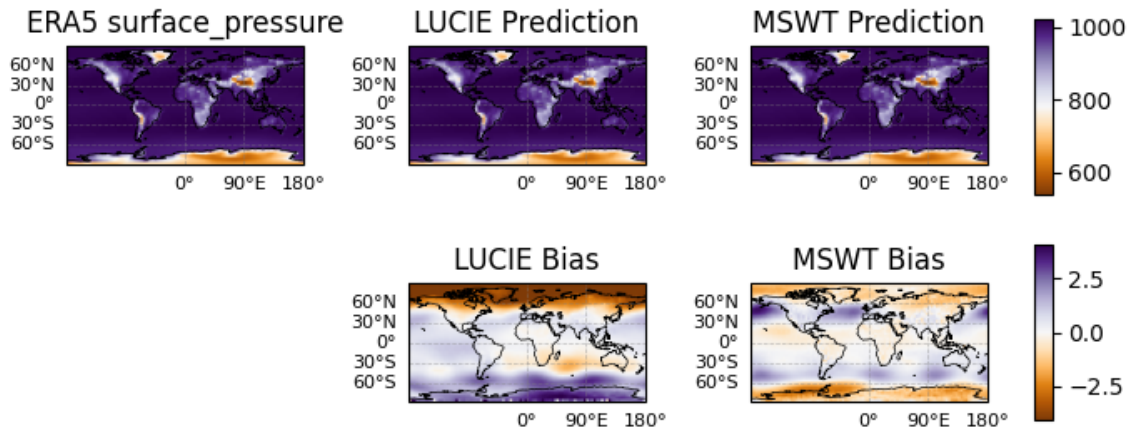 ERA5 surface_pressure
LUCIE Prediction
MSWT Prediction
60°N
30°N
0°
30°S
60°S
0° 90°E 180°
60°N
30°N
0°
30°S
60°S
0° 90°E 180°
60°N
30°N
0°
30°S
60°S
0° 90°E 180°
1000
800
600
LUCIE Bias
MSWT Bias
60°N
30°N
0°
30°S
60°S
0° 90°E 180°
60°N
30°N
0°
30°S
60°S
0° 90°E 180°
2.5
0.0
−2.5